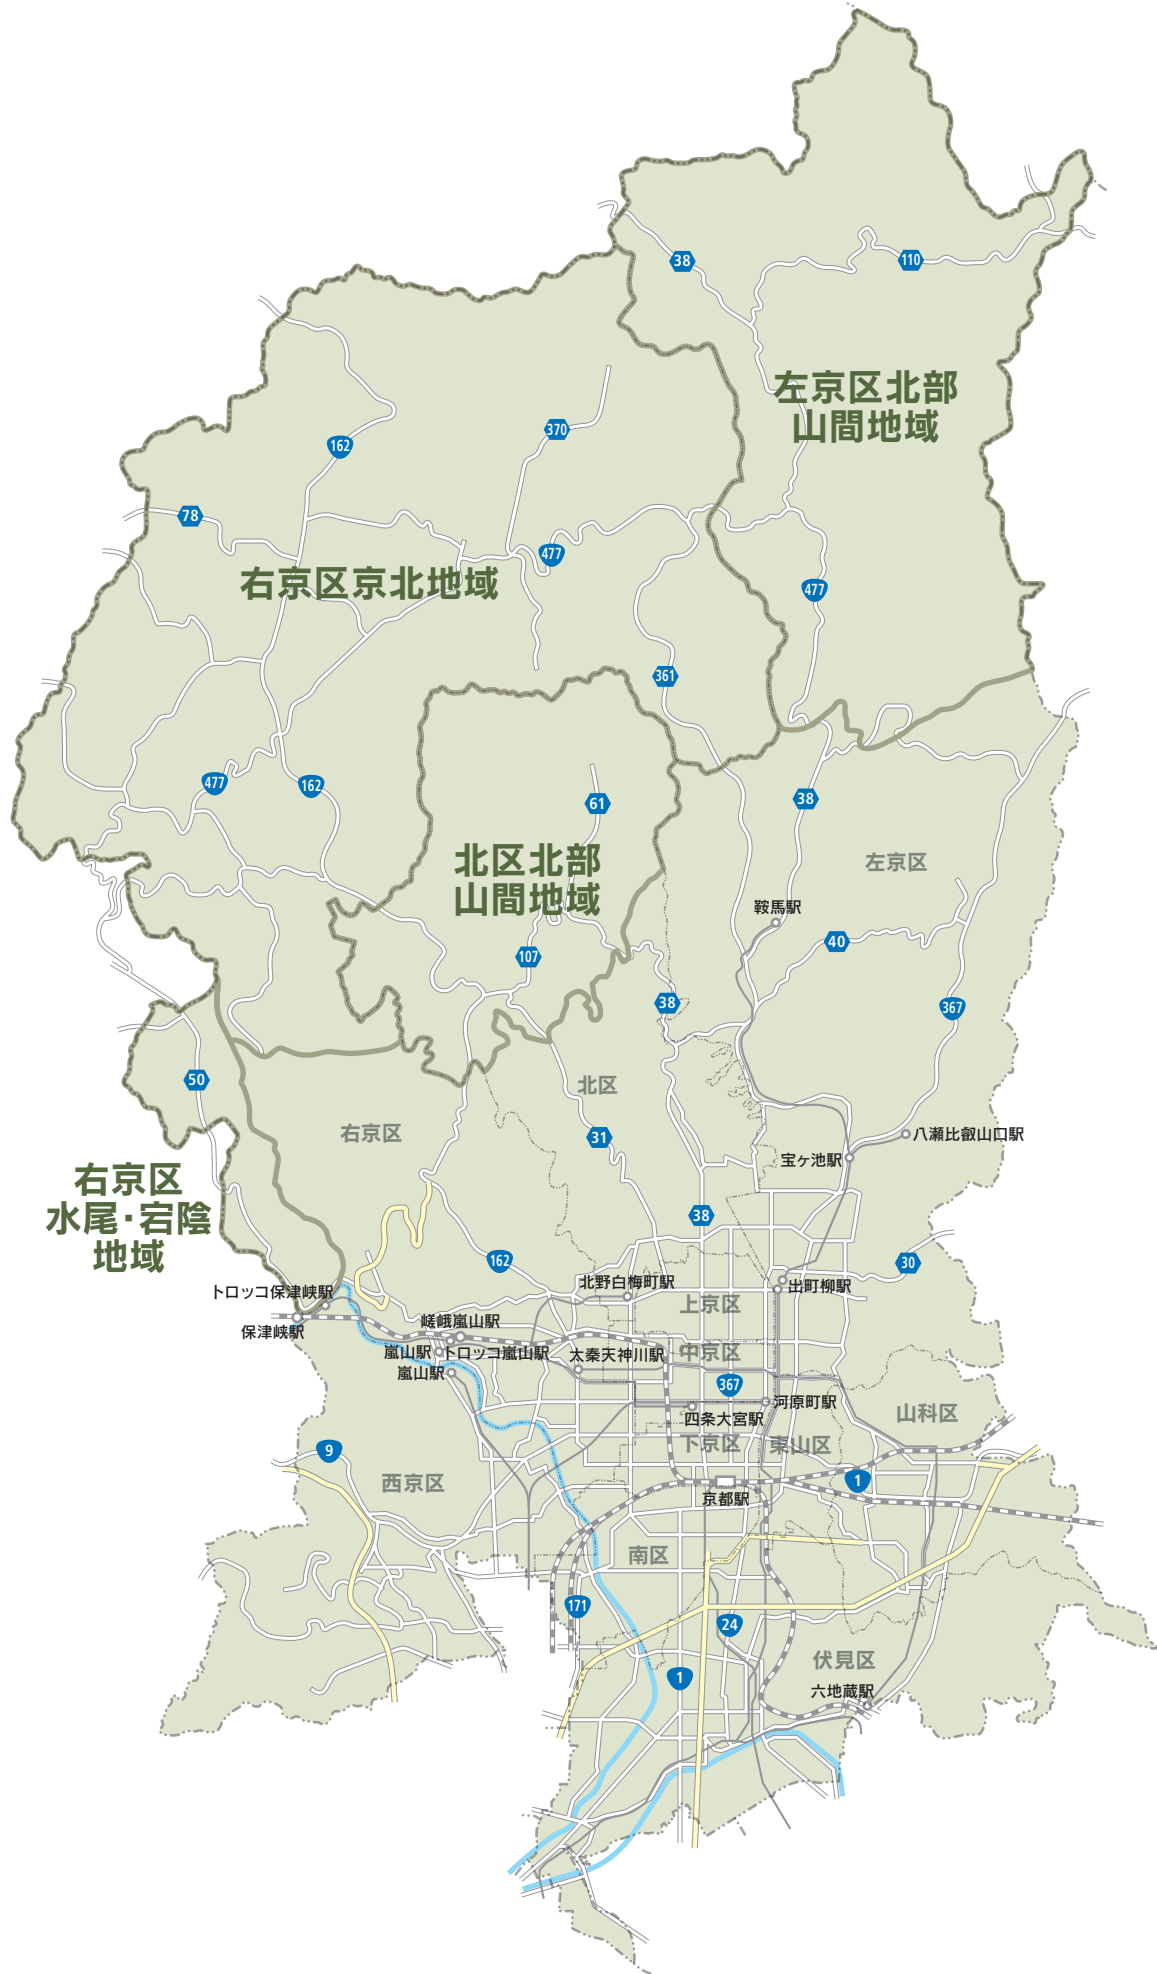 38
110
左京区北部
山間地域
162
370
78
477
右京区京北地域
477
361
477
162
61
38
北区北部
山間地域
左京区
鞍馬駅
40
107
38
367
50
北区
右京区
31
八瀬比叡山口駅
宝ヶ池駅
右京区
水尾・宕陰
地域
38
162
30
北野白梅町駅
出町柳駅
トロッコ保津峡駅
上京区
保津峡駅
嵯峨嵐山駅
嵐山駅
トロッコ嵐山駅
太秦天神川駅
中京区
嵐山駅
367
河原町駅
四条大宮駅
山科区
下京区
東山区
9
西京区
1
京都駅
南区
171
24
伏見区
1
六地蔵駅